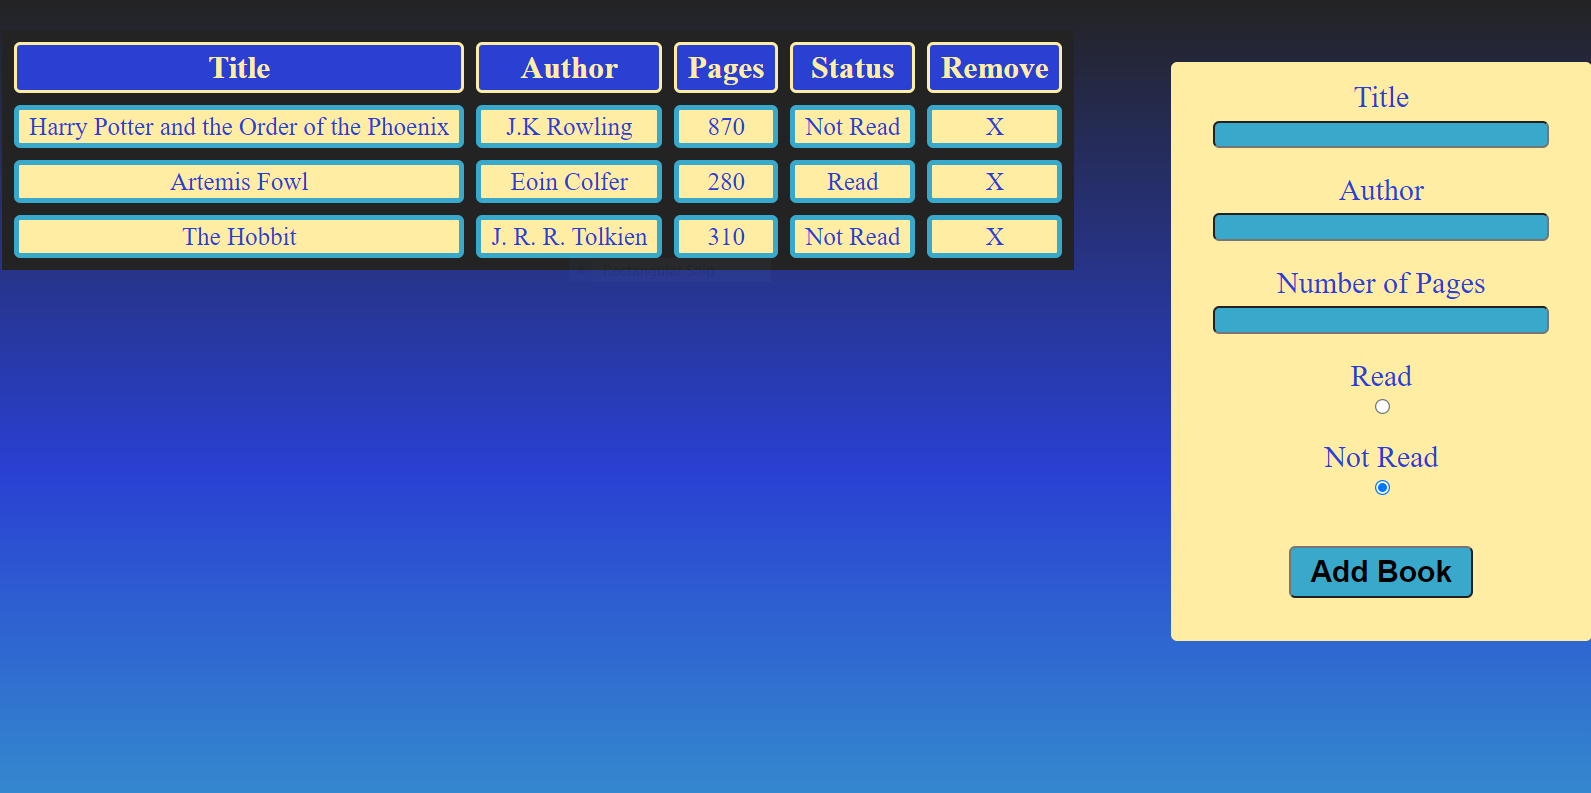 Title Author Pages Status Remove
Harry Potter and the Order of the Phoenix J.K Rowling 870 Not Read X
Artemis Fowl Eoin Colfer 280 Read X
The Hobbit J. R. R. Tolkien 310 Not Read X
Title
Author
Number of Pages
Read
Not Read
Add Book